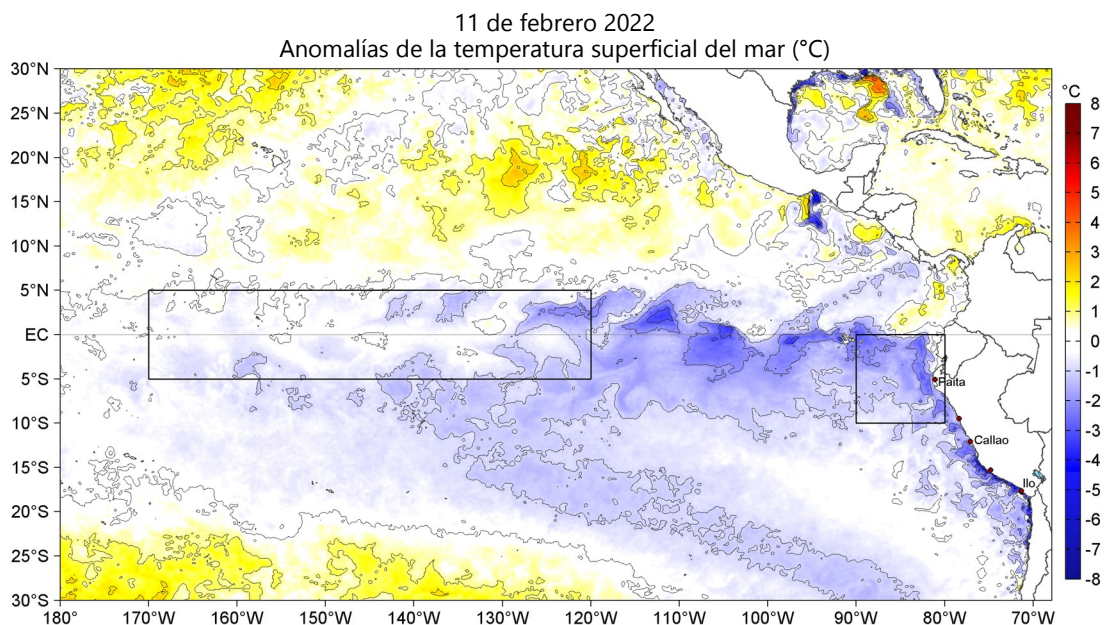 11 de febrero 2022
Anomalías de la temperatura superficial del mar (°C)
30°N
25°N
20°N
15°N
10°N
5°N
EC
5°S
10°S
15°S
20°S
25°S
30°S
180°W
170°W
160°W
150°W
140°W
130°W
120°W
110°W
100°W
90°W
80°W
70°W
Paita
Callao
Ilo
°C
8
7
6
5
4
3
2
1
0
-1
-2
-3
-4
-5
-6
-7
-8